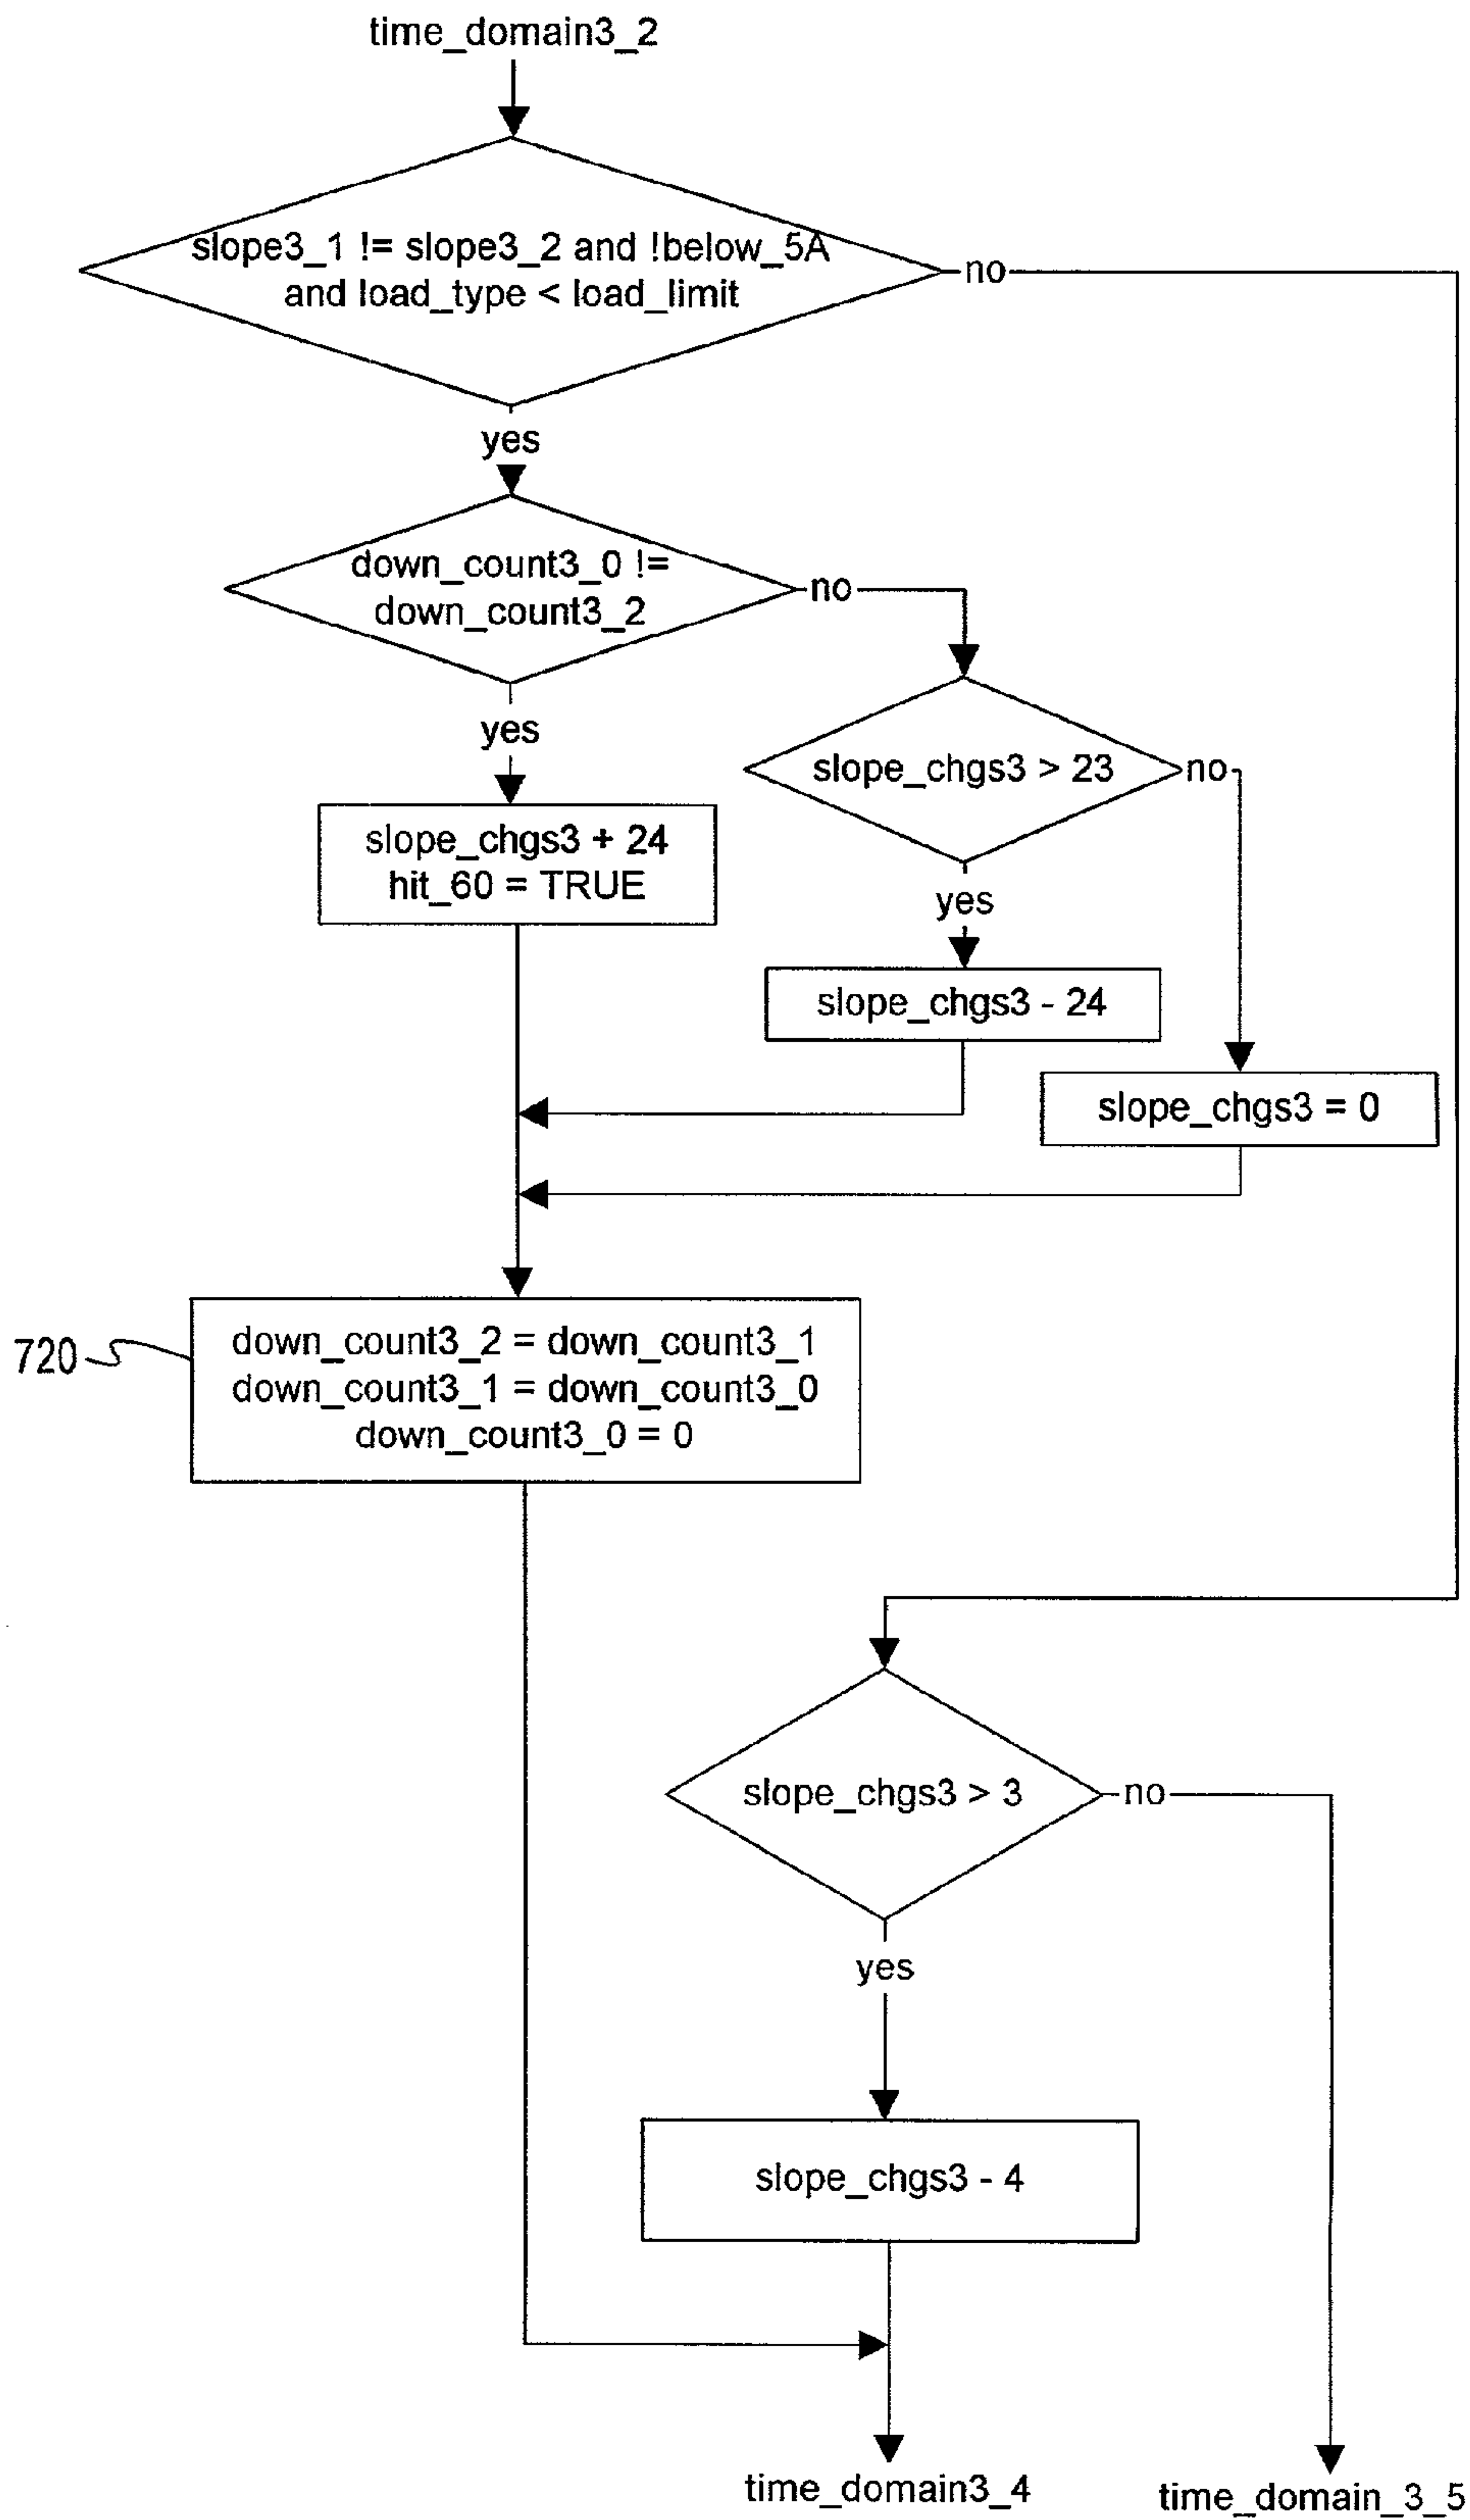 time_domain3_2
slope3_1 != slope3_2 and !below_5A
and load_type < load_limit
no
yes
down_count3_0 !=
down_count3_2
no
yes
slope_chgs3 > 23
no
slope_chgs3 + 24
hit_60 = TRUE
yes
slope_chgs3 - 24
slope_chgs3 = 0
720
down_count3_2 = down_count3_1
down_count3_1 = down_count3_0
down_count3_0 = 0
slope_chgs3 > 3
no
yes
slope_chgs3 - 4
time_domain3_4
time_domain_3_5